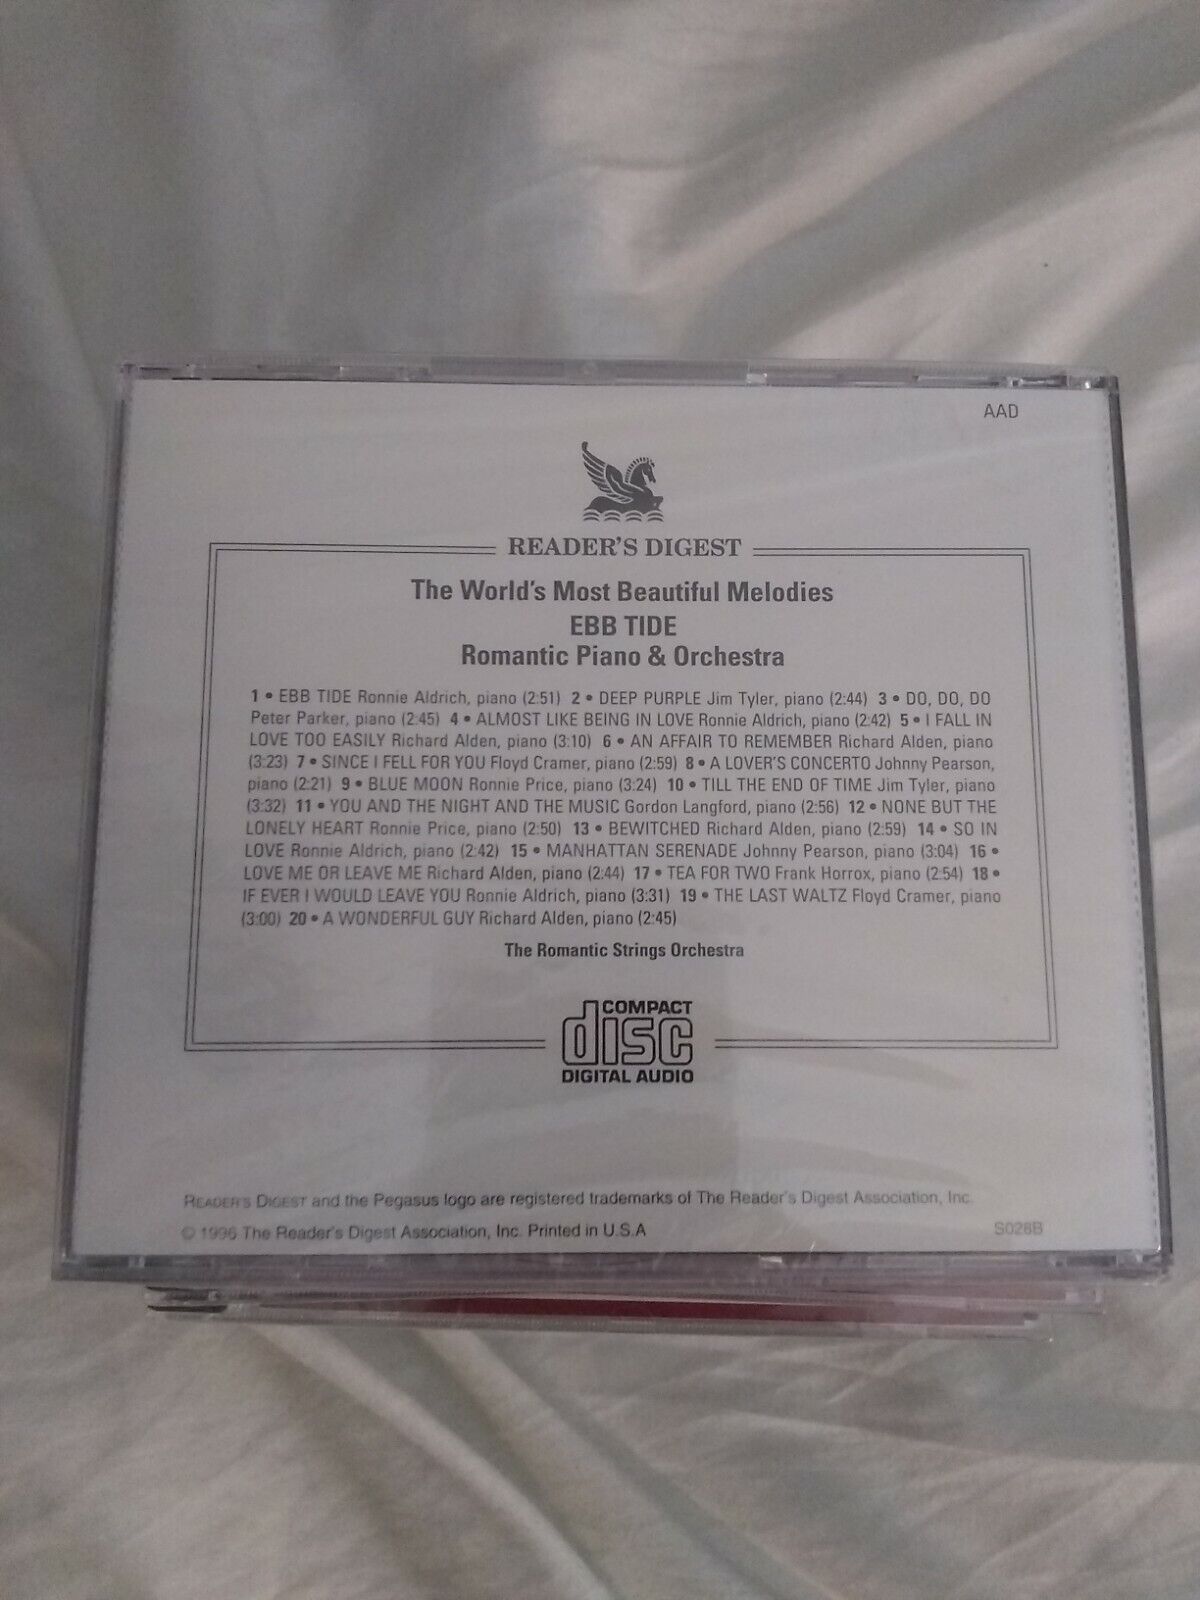 AAD
READER'S DIGEST
The World's Most Beautiful Melodies
EBB TIDE
Romantic Piano & Orchestra
1 • EBB TIDE Ronnie Aldrich, piano (2:51) 2 • DEEP PURPLE Jim Tyler, piano (2:44) 3 • DO, DO, DO
Peter Parker, piano (2:45) 4 • ALMOST LIKE BEING IN LOVE Ronnie Aldrich, piano (2:42) 5 • I FALL IN
LOVE TOO EASILY Richard Alden, piano (3:10) 6 • AN AFFAIR TO REMEMBER Richard Alden, piano
(3:23) 7 • SINCE I FELL FOR YOU Floyd Cramer, piano (2:59) 8 • A LOVER'S CONCERTO Johnny Pearson,
piano (2:21) 9 • BLUE MOON Ronnie Price, piano (3:24) 10 • TILL THE END OF TIME Jim Tyler, piano
(3:32) 11 • YOU AND THE NIGHT AND THE MUSIC Gordon Langford, piano (2:56) 12 • NONE BUT THE
LONELY HEART Ronnie Price, piano (2:50) 13 • BEWITCHED Richard Alden, piano (2:59) 14 • SO IN
LOVE Ronnie Aldrich, piano (2:42) 15 • MANHATTAN SERENADE Johnny Pearson, piano (3:04) 16 •
LOVE ME OR LEAVE ME Richard Alden, piano (2:44) 17 • TEA FOR TWO Frank Horrox, piano (2:54) 18 •
IF EVER I WOULD LEAVE YOU Ronnie Aldrich, piano (3:31) 19 • THE LAST WALTZ Floyd Cramer, piano
(3:00) 20 • A WONDERFUL GUY Richard Alden, piano (2:45)
The Romantic Strings Orchestra
COMPACT
disc
DIGITAL AUDIO
READER'S DIGEST and the Pegasus logo are registered trademarks of The Reader's Digest Association, Inc.
© 1996 The Reader's Digest Association, Inc. Printed in U.S.A
S028B